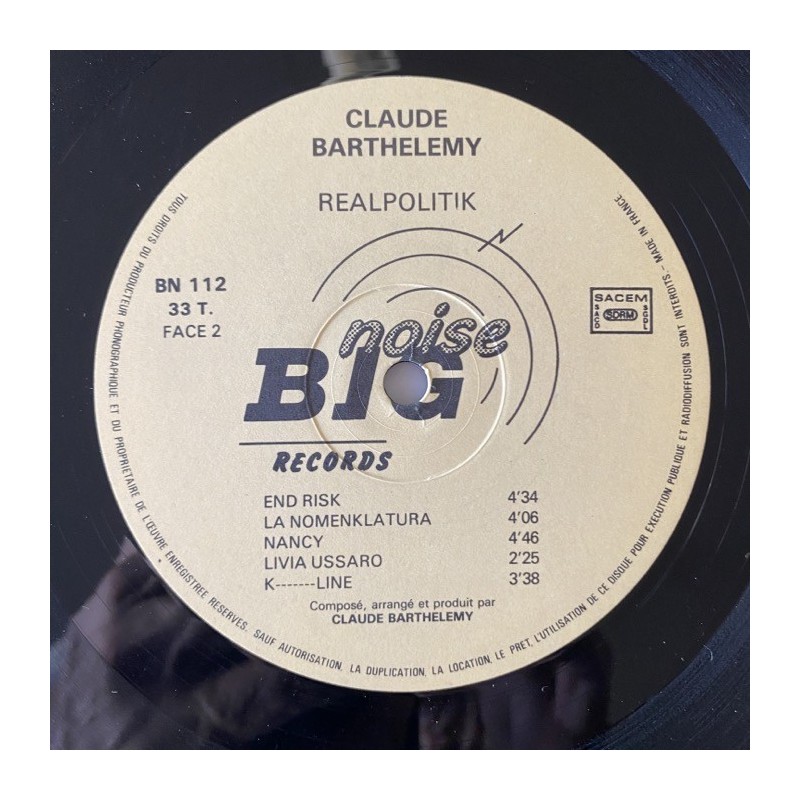 CLAUDE
BARTHELEMY
REALPOLITIK
BN 112
33 T.
FACE 2
SACEM
SACD
SDRM
SGDL
noise
BIG
RECORDS
END RISK 4'34
LA NOMENKLATURA 4'06
NANCY 4'46
LIVIA USSARO 2'25
K-------LINE 3'38
Composé, arrangé et produit par
CLAUDE BARTHELEMY
TOUS DROITS DU PRODUCTEUR PHONOGRAPHIQUE ET DU PROPRIETAIRE DE L'ŒUVRE ENREGISTREE RESERVES. SAUF AUTORISATION, LA DUPLICATION, LA LOCATION, LE PRET, L'UTILISATION DE CE DISQUE POUR EXECUTION PUBLIQUE ET RADIODIFFUSION SONT INTERDITS. - MADE IN FRANCE.